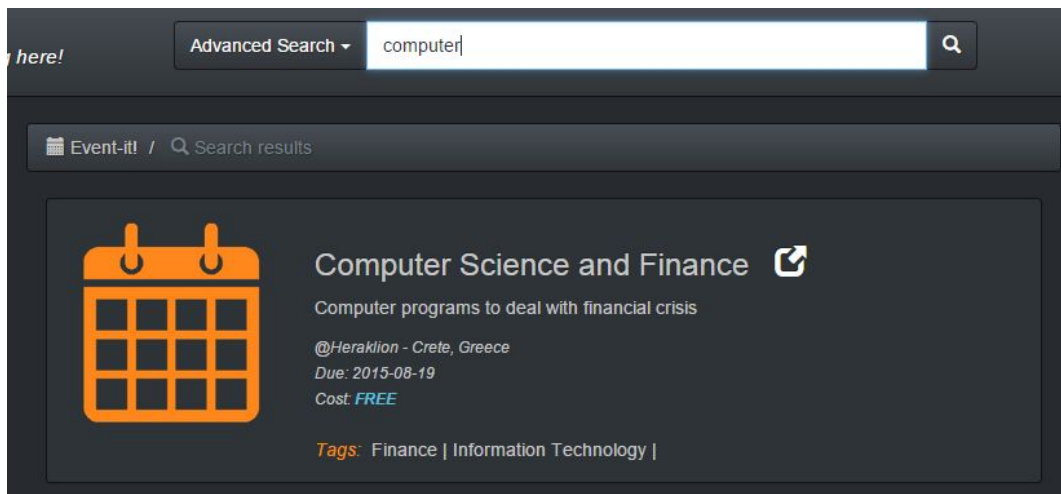 here!
Advanced Search
computer
Event-it! / Search results
Computer Science and Finance
Computer programs to deal with financial crisis
@Heraklion - Crete, Greece
Due: 2015-08-19
Cost: FREE
Tags: Finance | Information Technology |